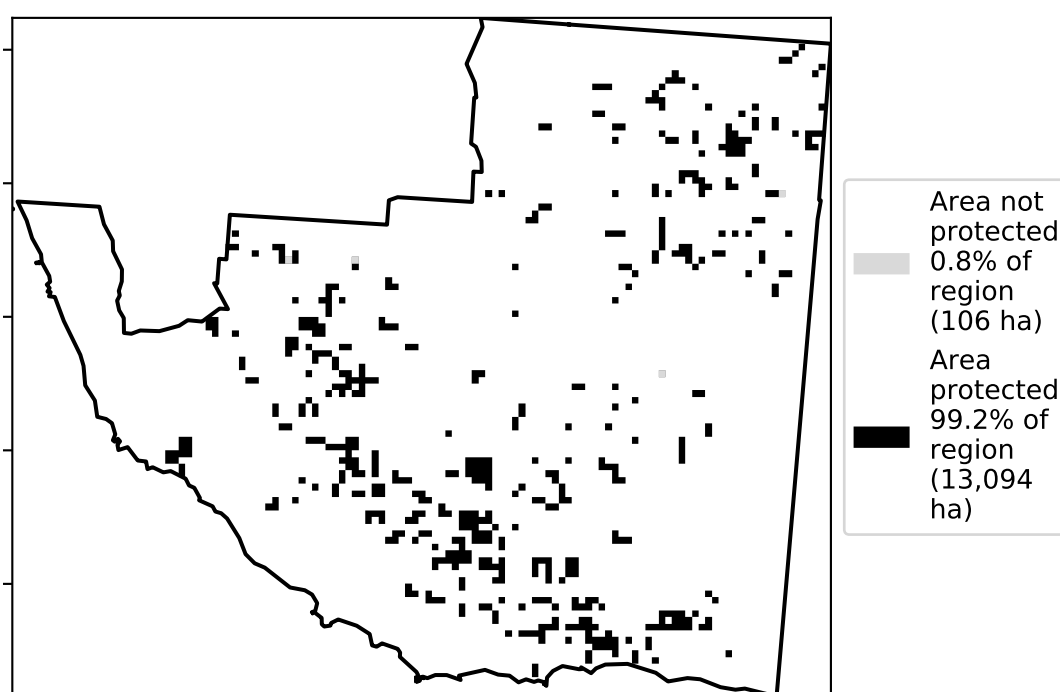 Area not
protected
0.8% of
region
(106 ha)
Area
protected
99.2% of
region
(13,094
ha)